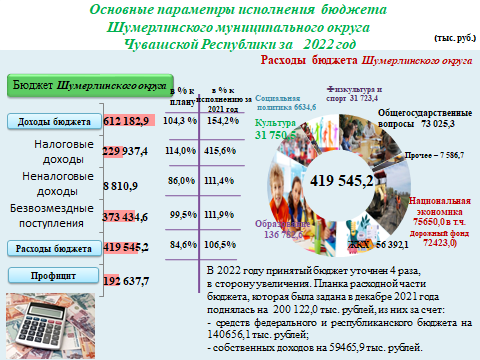 Основные параметры исполнения бюджета
Шумерлинского муниципального округа
Чувашской Республики за 2022 год
(тыс. руб.)
Бюджет Шумерлинского округа
в % к плану
в % к исполнению за 2021 год
Доходы бюджета 612 182,9 104,3 % 154,2%
Налоговые доходы 229 937,4 114,0% 415,6%
Неналоговые доходы 8 810,9 86,0% 111,4%
Безвозмездные поступления 373 434,6 99,5% 111,9%
Расходы бюджета 419 545,2 84,6% 106,5%
Профицит 192 637,7
Расходы бюджета Шумерлинского округа
Социальная
политика 6634,6
Физкультура и
спорт 31 723,4
Общегосударственные
вопросы 73 025,3
Культура
31 750,5
Прочее – 7 586,7
419 545,2
Национальная
экономика
75650,0 в т.ч.
Дорожный фонд
72423,0)
Образование
ЖКХ 56 392,1
В 2022 году принятый бюджет уточнен 4 раза,
в сторону увеличения. Планка расходной части
бюджета, которая была задана в декабре 2021года
поднялась на 200 122,0 тыс. рублей, из них за счет:
- средств федерального и республиканского бюджета на
140656,1 тыс. рублей;
- собственных доходов на 59465,9 тыс. рублей.